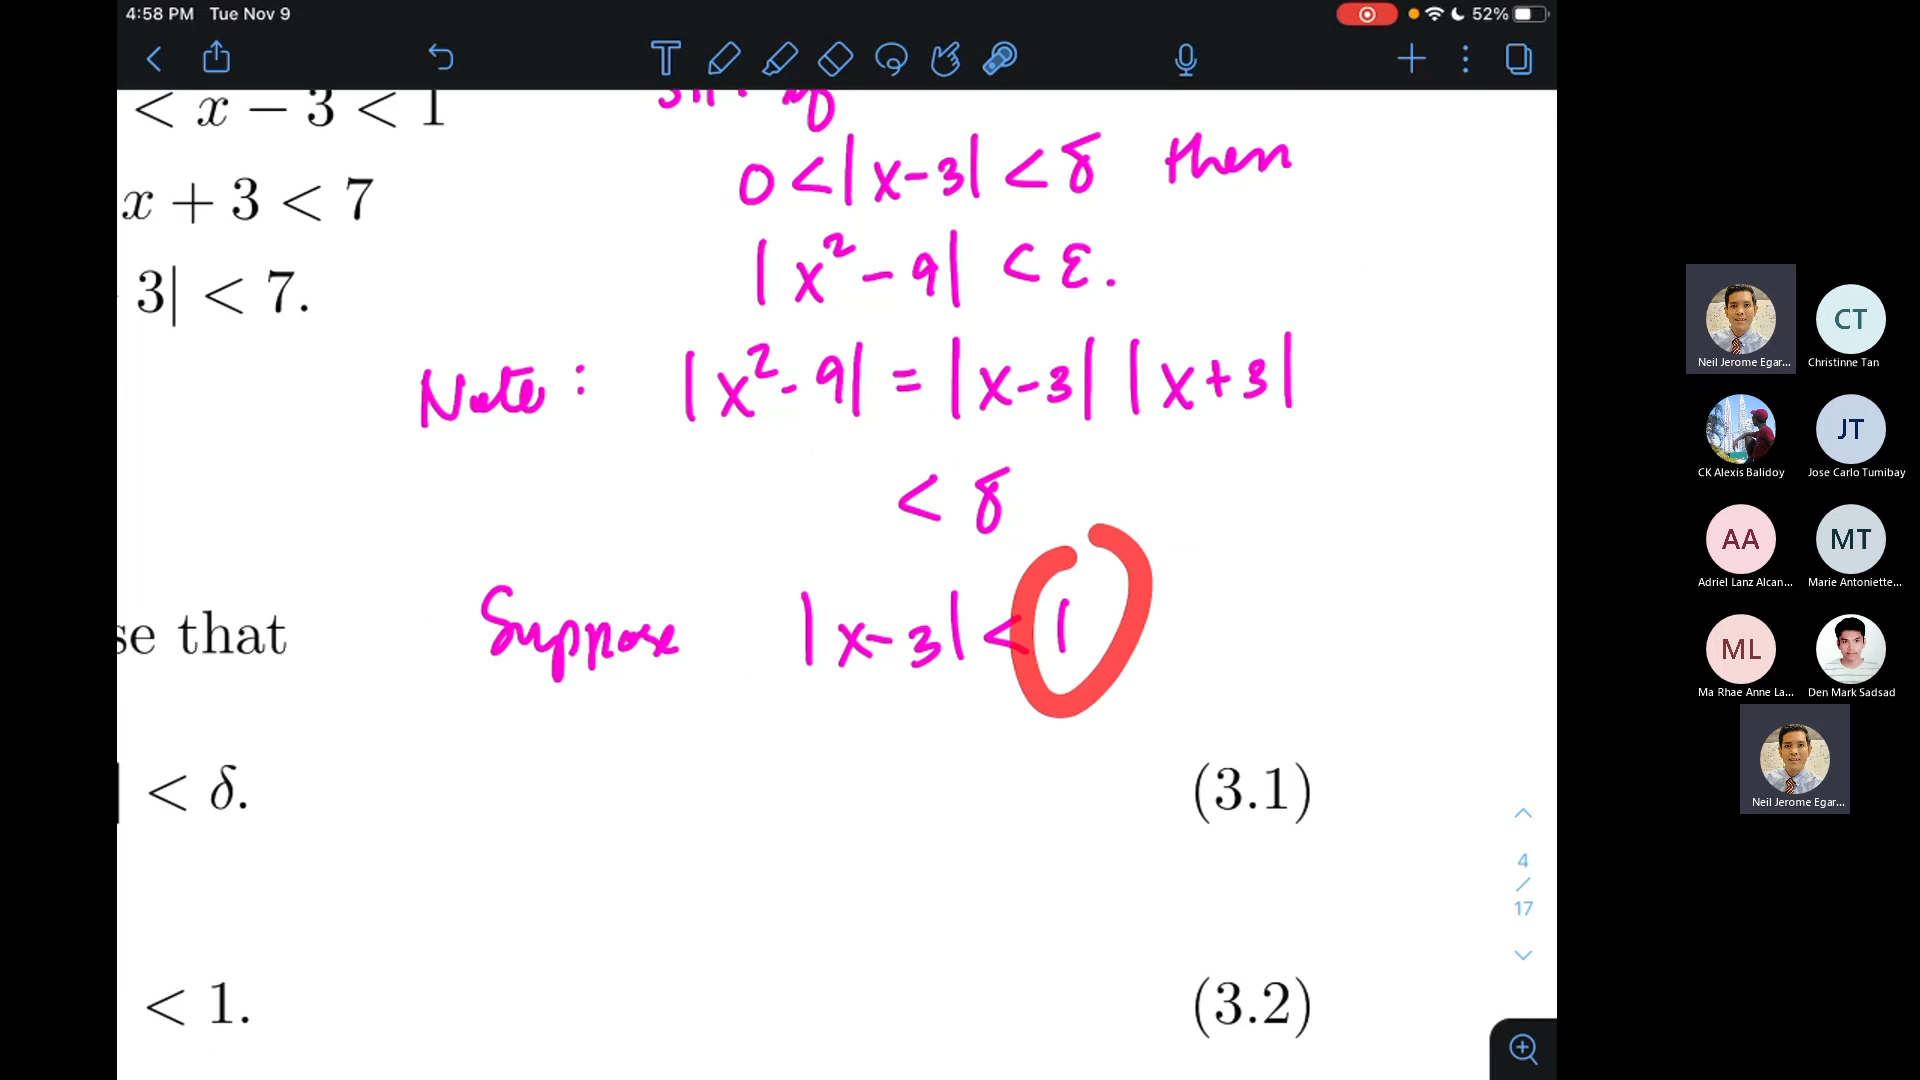 4:58 PM Tue Nov 9
52%
< x − 3 < 1
x + 3 < 7
3| < 7.
0 < |x-3| < δ then
|x² - 9| < ε.
Note: |x² - 9| = |x-3| |x+3|
< δ
se that
Suppose |x-3| < 1
| < δ. (3.1)
< 1. (3.2)
4
/
17
Neil Jerome Egar...
CT
Christinne Tan
CK Alexis Balidoy
JT
Jose Carlo Tumibay
AA
Adriel Lanz Alcan...
MT
Marie Antoniette...
ML
Ma Rhae Anne La...
Den Mark Sadsad
Neil Jerome Egar...